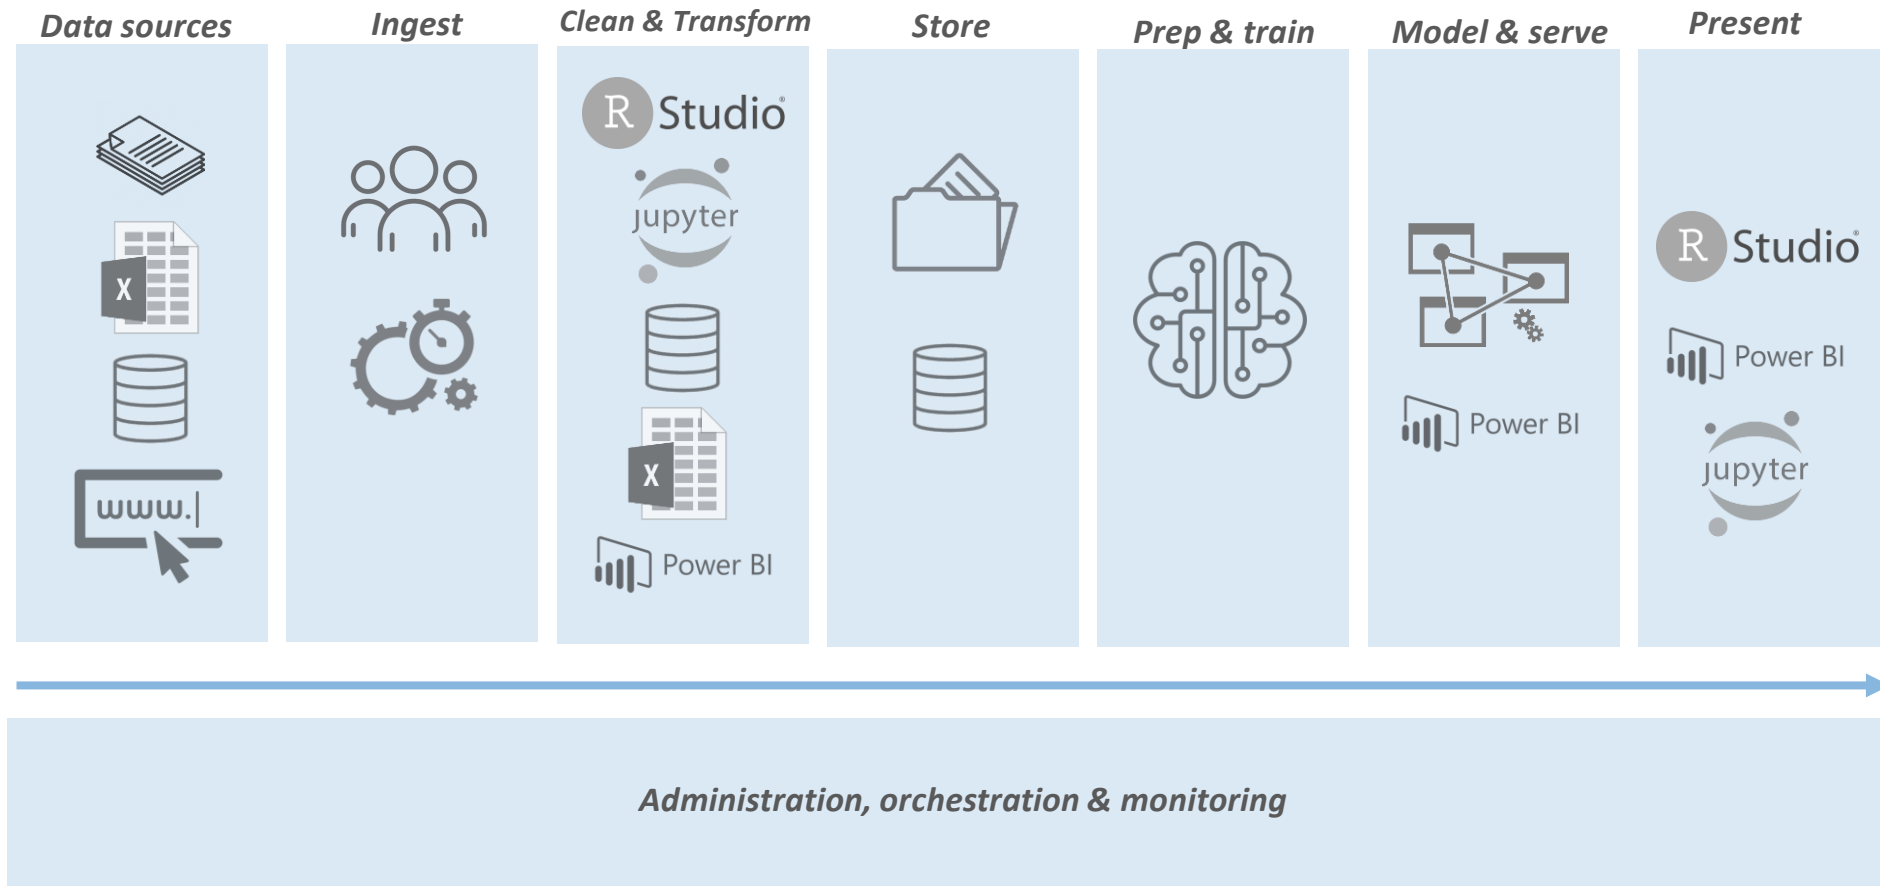 Data sources
Ingest
Clean & Transform
Store
Prep & train
Model & serve
Present
X
www.
R Studio®
jupyter
X
Power BI
Power BI
R Studio®
Power BI
jupyter
Administration, orchestration & monitoring